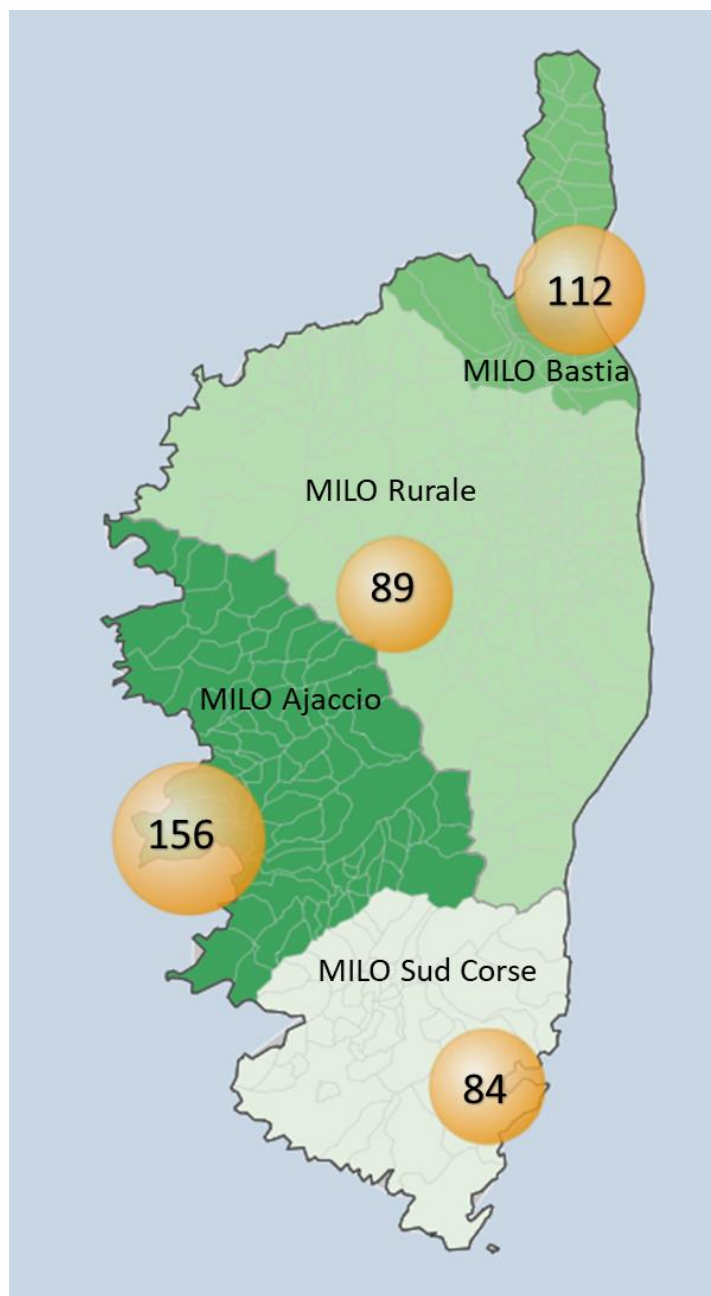 112
MILO Bastia
MILO Rurale
89
MILO Ajaccio
156
MILO Sud Corse
84